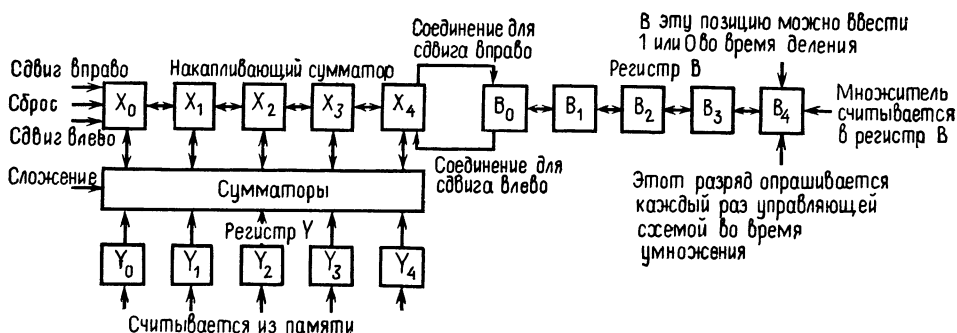 Соединение для
сдвига вправо
В эту позицию можно ввести
1 или 0 во время деления
Сдвиг вправо
Накапливающий сумматор
Регистр В
Сброс
X0
X1
X2
X3
X4
B0
B1
B2
B3
B4
Множитель
считывается
в регистр В
Сдвиг влево
Соединение для
сдвига влево
Сложение
Сумматоры
Этот разряд опрашивается
каждый раз управляющей
схемой во время
умножения
Регистр Y
Y0
Y1
Y2
Y3
Y4
Считывается из памяти